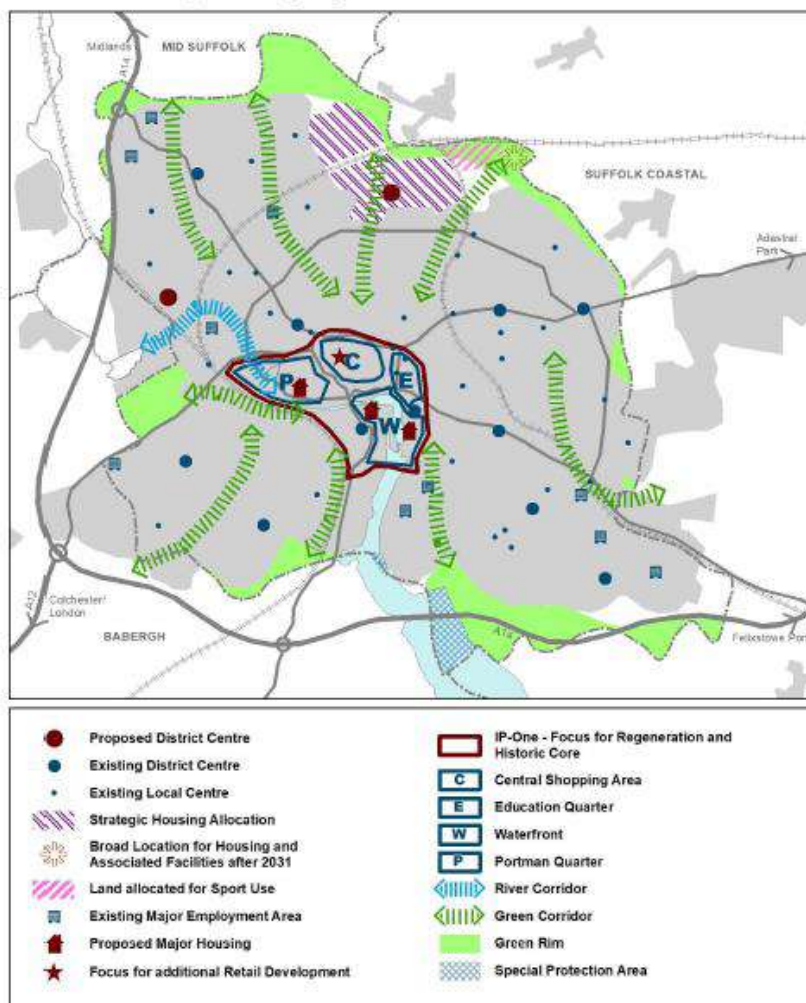 Midlands
MID SUFFOLK
A14
SUFFOLK COASTAL
Adastral
Park
C
P
E
W
A12
Colchester/
London
BABERGH
A14
Felixstowe Port
Proposed District Centre
Existing District Centre
Existing Local Centre
Strategic Housing Allocation
Broad Location for Housing and
Associated Facilities after 2031
Land allocated for Sport Use
Existing Major Employment Area
Proposed Major Housing
Focus for additional Retail Development
IP-One - Focus for Regeneration and
Historic Core
C Central Shopping Area
E Education Quarter
W Waterfront
P Portman Quarter
River Corridor
Green Corridor
Green Rim
Special Protection Area